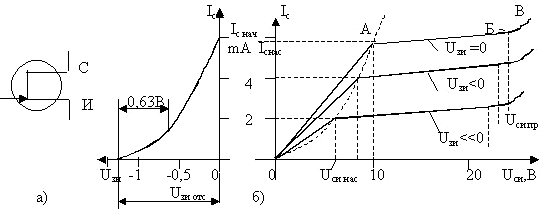 Iс
Iс нач
mA
4
2
0,63В
С
И
Uзи
-1
-0,5
0
Uзи отс
а)
Iс
Iснас
А
Б
В
Uзи =0
Uзи<0
Uзи<<0
Uсипр
Uси нас
0
10
20
Uси,В
б)